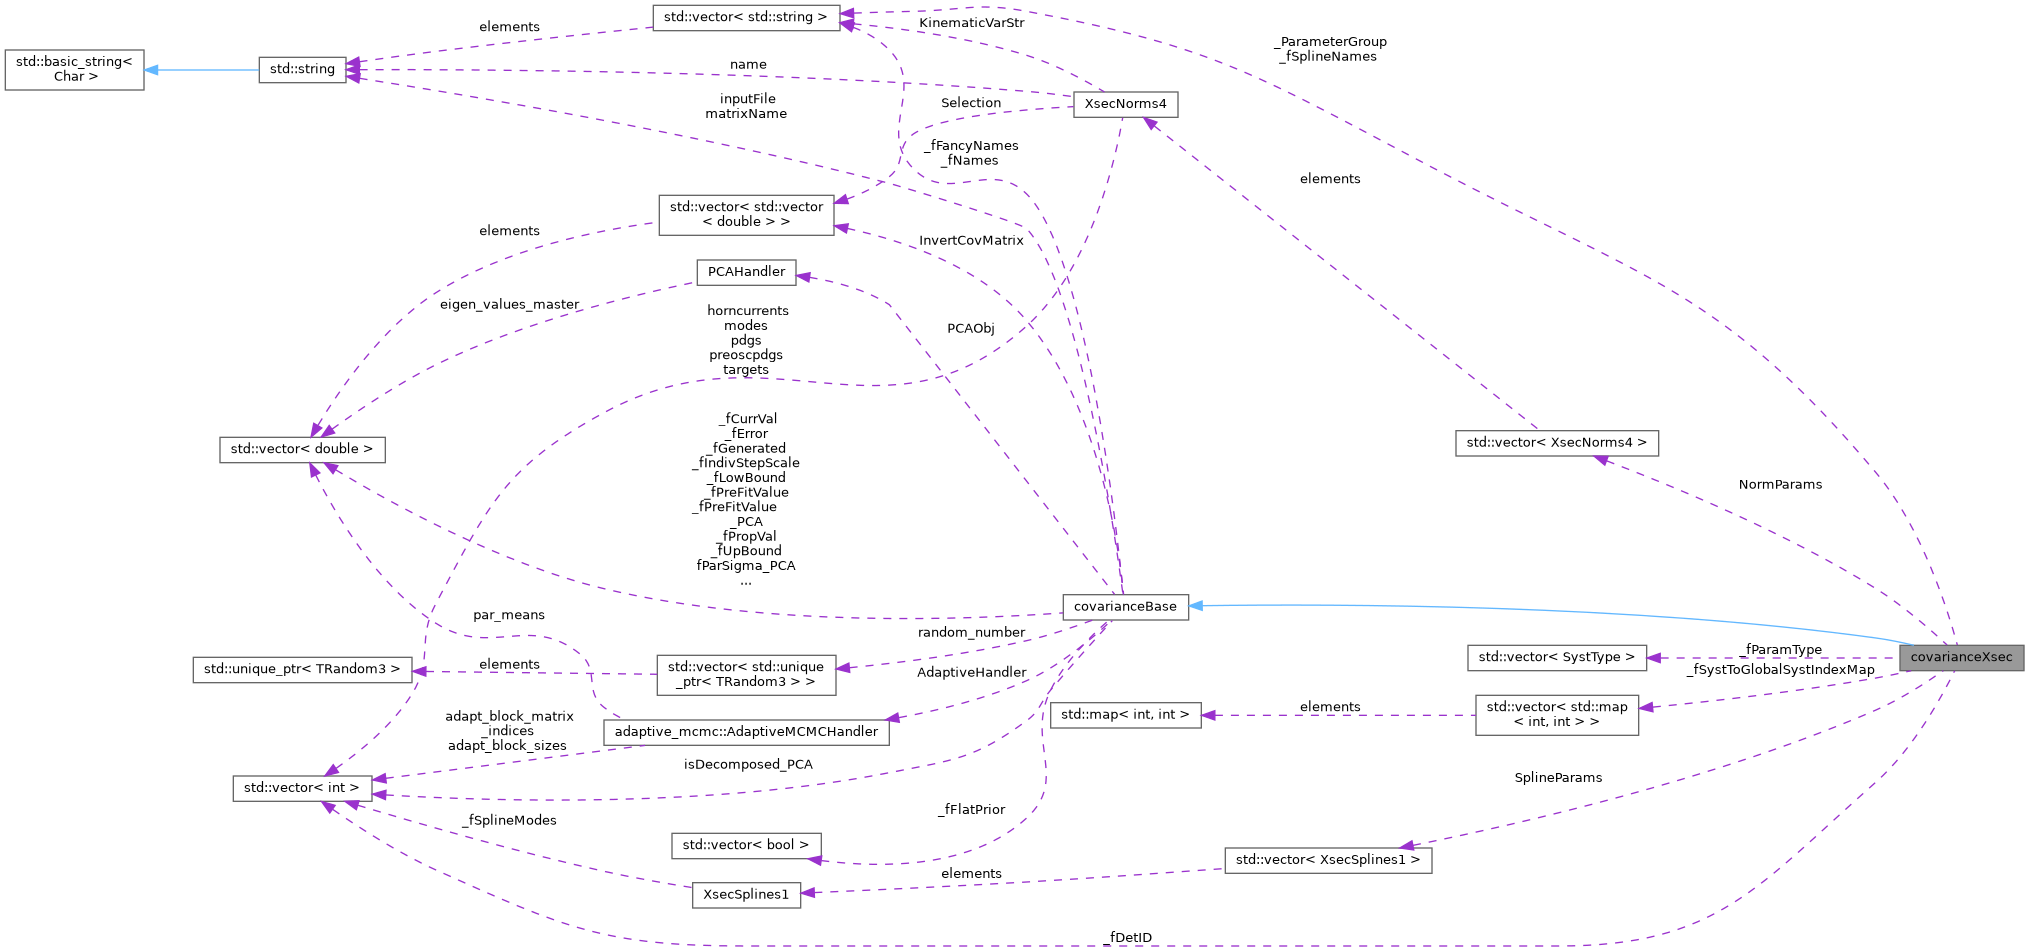 std::vector< std::string >
elements
std::basic_string<
Char >
std::string
name
inputFile
matrixName
KinematicVarStr
_ParameterGroup
_fSplineNames
XsecNorms4
Selection
_fFancyNames
_fNames
elements
std::vector< std::vector
< double > >
elements
InvertCovMatrix
PCAHandler
eigen_values_master
horncurrents
modes
pdgs
preoscpdgs
targets
PCAObj
std::vector< double >
_fCurrVal
_fError
_fGenerated
_fIndivStepScale
_fLowBound
_fPreFitValue
_fPreFitValue
_PCA
_fPropVal
_fUpBound
fParSigma_PCA
...
std::vector< XsecNorms4 >
NormParams
covarianceBase
par_means
random_number
std::unique_ptr< TRandom3 >
elements
std::vector< std::unique
_ptr< TRandom3 > >
AdaptiveHandler
std::vector< SystType >
_fParamType
covarianceXsec
_fSystToGlobalSystIndexMap
adapt_block_matrix
_indices
adapt_block_sizes
adaptive_mcmc::AdaptiveMCMCHandler
std::map< int, int >
elements
std::vector< std::map
< int, int > >
isDecomposed_PCA
std::vector< int >
SplineParams
_fSplineModes
std::vector< bool >
_fFlatPrior
std::vector< XsecSplines1 >
elements
XsecSplines1
_fDetID